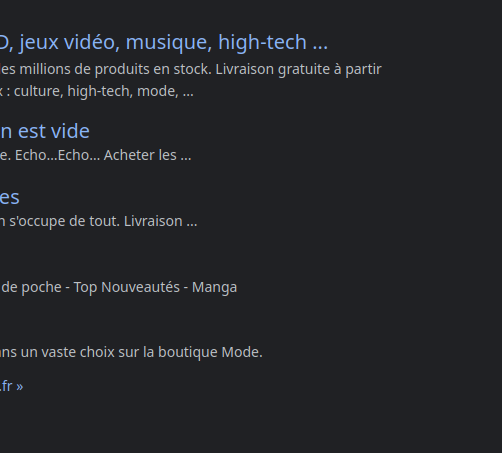 , jeux vidéo, musique, high-tech ...
les millions de produits en stock. Livraison gratuite à partir
: culture, high-tech, mode, ...
n est vide
e. Echo...Echo... Acheter les ...
es
n s'occupe de tout. Livraison ...
de poche - Top Nouveautés - Manga
ns un vaste choix sur la boutique Mode.
.fr »